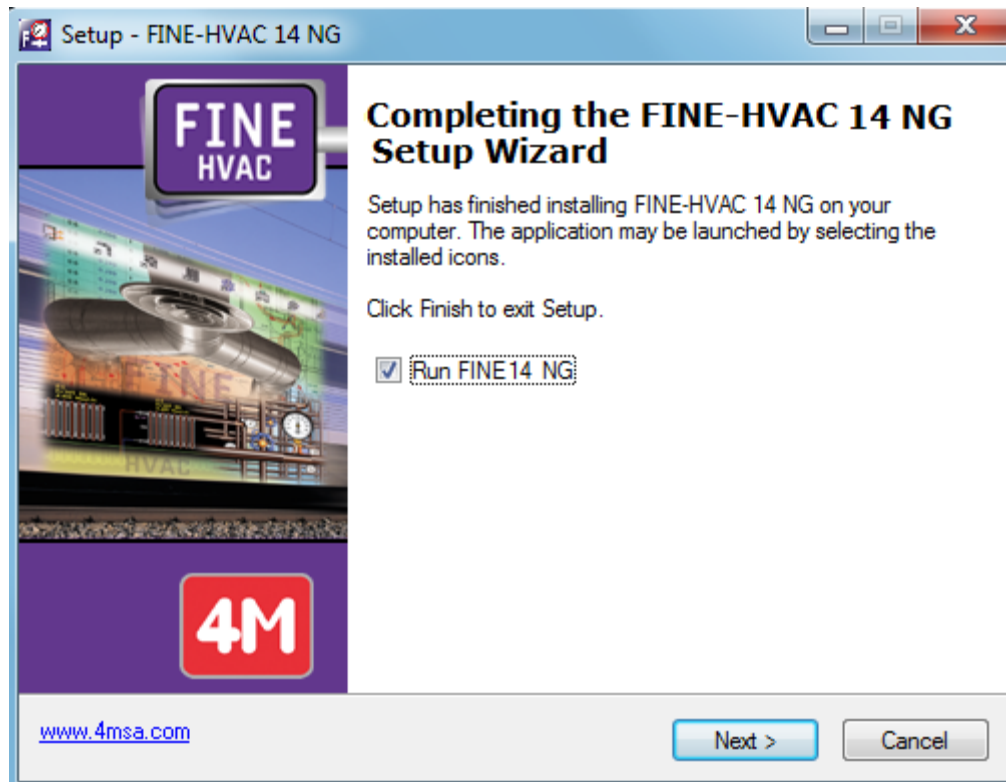 Setup - FINE-HVAC 14 NG
FINE
HVAC
Completing the FINE-HVAC 14 NG
Setup Wizard
Setup has finished installing FINE-HVAC 14 NG on your
computer. The application may be launched by selecting the
installed icons.
Click Finish to exit Setup.
Run FINE14 NG
FINE
HVAC
4M
www.4msa.com
Next >
Cancel